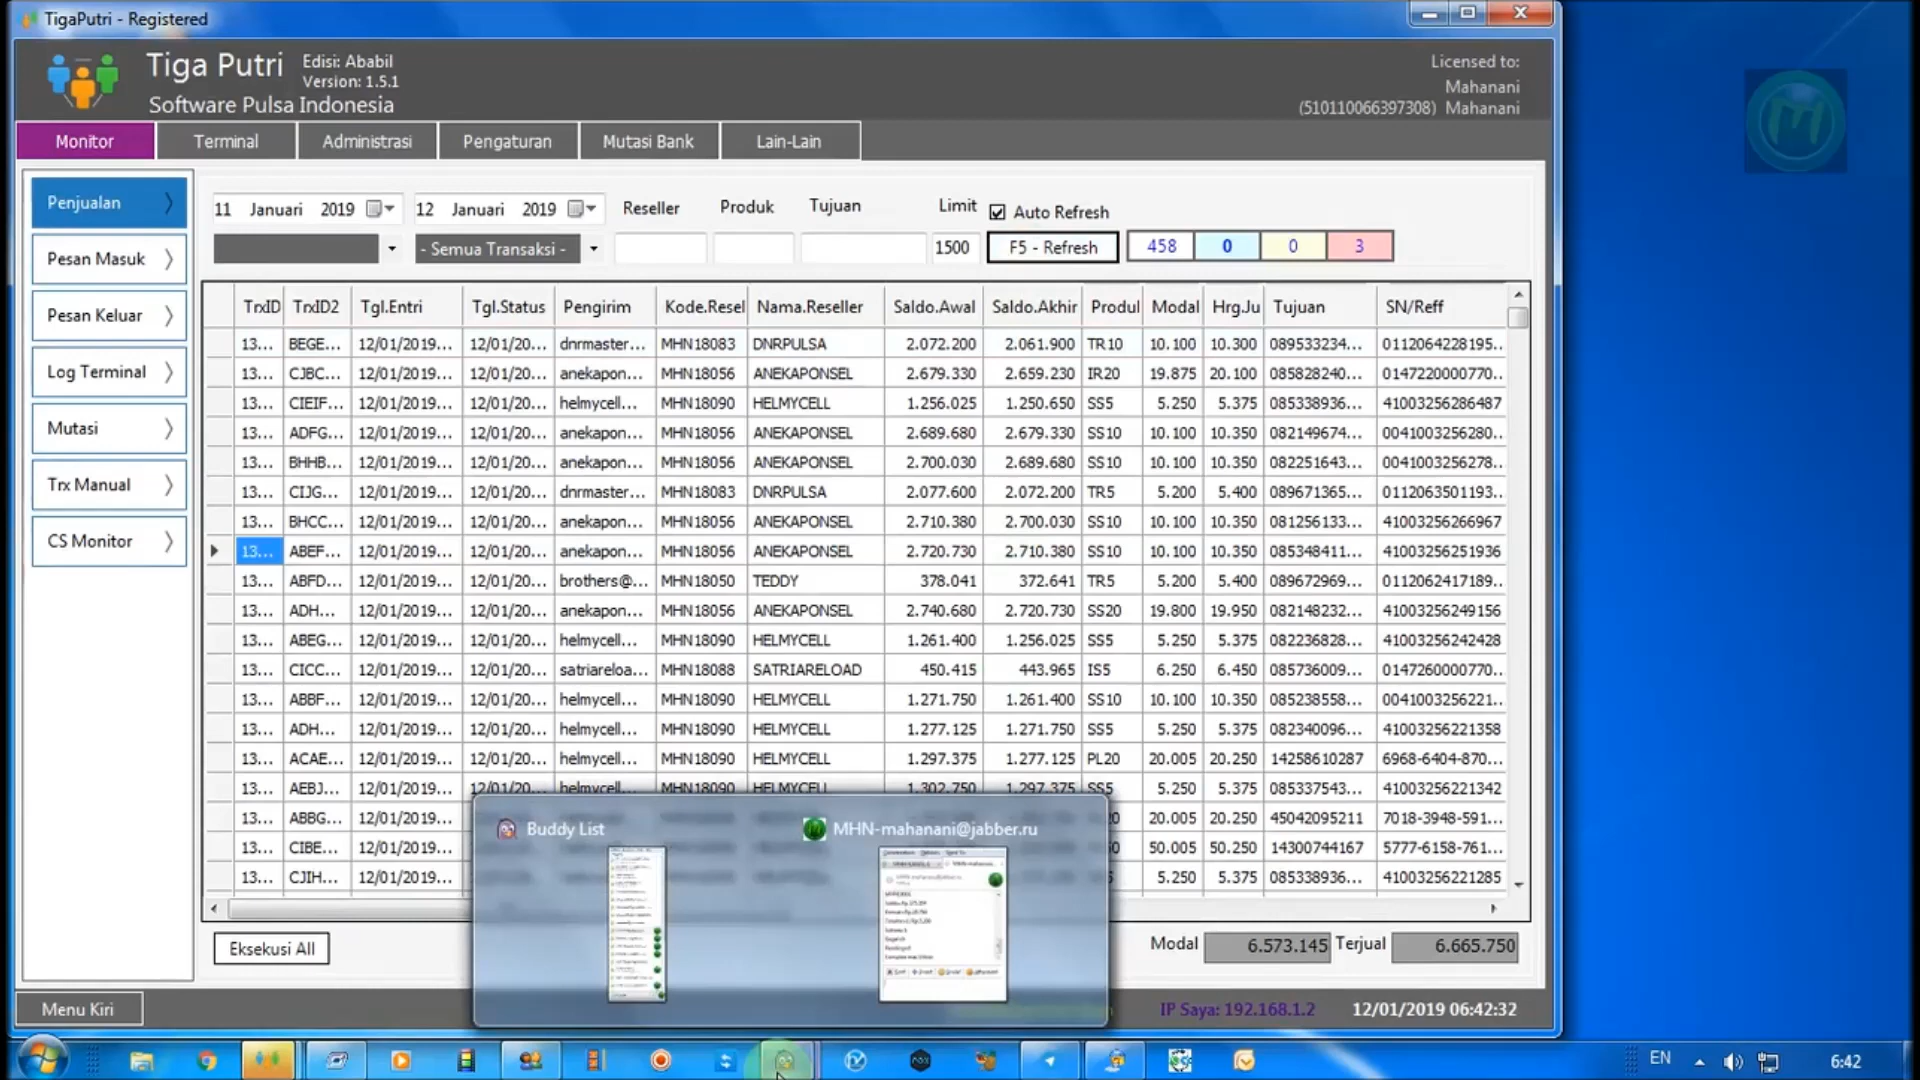 TigaPutri - Registered
Tiga Putri
Edisi: Ababil
Version: 1.5.1
Software Pulsa Indonesia
Licensed to:
Mahanani
(510110066397308) Mahanani
Monitor Terminal Administrasi Pengaturan Mutasi Bank Lain-Lain
Penjualan
Pesan Masuk
Pesan Keluar
Log Terminal
Mutasi
Trx Manual
CS Monitor
11 Januari 2019 12 Januari 2019 Reseller Produk Tujuan Limit Auto Refresh
- Semua Transaksi - 1500 F5 - Refresh 458 0 0 3
TrxID TrxID2 Tgl.Entri Tgl.Status Pengirim Kode.Resel Nama.Reseller Saldo.Awal Saldo.Akhir Produl Modal Hrg.Ju Tujuan SN/Reff
13... BEGE... 12/01/2019... 12/01/20... dnrmaster... MHN18083 DNRPULSA 2.072.200 2.061.900 TR10 10.100 10.300 089533234... 0112064228195..
13... CJBC... 12/01/2019... 12/01/20... anekapon... MHN18056 ANEKAPONSEL 2.679.330 2.659.230 IR20 19.875 20.100 085828240... 0147220000770..
13... CIEIF... 12/01/2019... 12/01/20... helmycell... MHN18090 HELMYCELL 1.256.025 1.250.650 SS5 5.250 5.375 085338936... 41003256286487
13... ADFG... 12/01/2019... 12/01/20... anekapon... MHN18056 ANEKAPONSEL 2.689.680 2.679.330 SS10 10.100 10.350 082149674... 0041003256280...
13... BHHB... 12/01/2019... 12/01/20... anekapon... MHN18056 ANEKAPONSEL 2.700.030 2.689.680 SS10 10.100 10.350 082251643... 0041003256278...
13... CIJG... 12/01/2019... 12/01/20... dnrmaster... MHN18083 DNRPULSA 2.077.600 2.072.200 TR5 5.200 5.400 089671365... 0112063501193...
13... BHCC... 12/01/2019... 12/01/20... anekapon... MHN18056 ANEKAPONSEL 2.710.380 2.700.030 SS10 10.100 10.350 081256133... 41003256266967
13... ABEF... 12/01/2019... 12/01/20... anekapon... MHN18056 ANEKAPONSEL 2.720.730 2.710.380 SS10 10.100 10.350 085348411... 41003256251936
13... ABFD... 12/01/2019... 12/01/20... brothers@... MHN18050 TEDDY 378.041 372.641 TR5 5.200 5.400 089672969... 0112062417189..
13... ADH... 12/01/2019... 12/01/20... anekapon... MHN18056 ANEKAPONSEL 2.740.680 2.720.730 SS20 19.800 19.950 082148232... 41003256249156
13... ABEG... 12/01/2019... 12/01/20... helmycell... MHN18090 HELMYCELL 1.261.400 1.256.025 SS5 5.250 5.375 082236828... 41003256242428
13... CICC... 12/01/2019... 12/01/20... satriareloa... MHN18088 SATRIARELOAD 450.415 443.965 IS5 6.250 6.450 085736009... 0147260000770...
13... ABBF... 12/01/2019... 12/01/20... helmycell... MHN18090 HELMYCELL 1.271.750 1.261.400 SS10 10.100 10.350 085238558... 0041003256221...
13... ADH... 12/01/2019... 12/01/20... helmycell... MHN18090 HELMYCELL 1.277.125 1.271.750 SS5 5.250 5.375 082340096... 41003256221358
13... ACAE... 12/01/2019... 12/01/20... helmycell... MHN18090 HELMYCELL 1.297.375 1.277.125 PL20 20.005 20.250 14258610287 6968-6404-870...
13... AEBJ... 12/01/2019... 12/01/20... helmycell... MHN18090 HELMYCELL 1.302.750 1.297.375 SS5 5.250 5.375 085337543... 41003256221342
13... ABBG... 12/01/2019... 20.005 20.250 45042095211 7018-3948-591...
13... CIBE... 12/01/2019... 50.005 50.250 14300744167 5777-6158-761...
13... CJIH... 12/01/2019... 5.250 5.375 085338936... 41003256221285
Buddy List
MHN-mahanani@jabber.ru
Eksekusi All
Modal 6.573.145 Terjual 6.665.750
Menu Kiri
IP Saya: 192.168.1.2 12/01/2019 06:42:32
EN 6:42